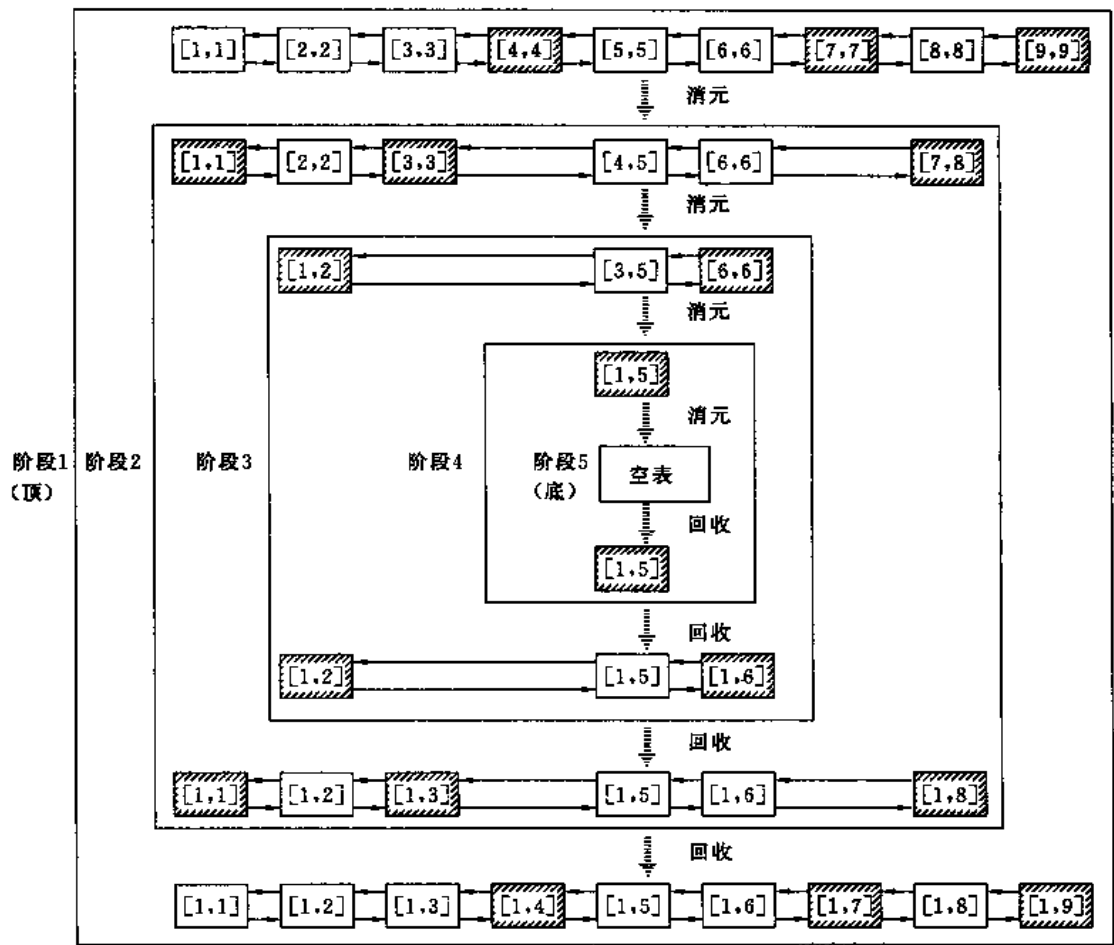 [1,1] [2,2] [3,3] [4,4] [5,5] [6,6] [7,7] [8,8] [9,9]
消元
[1,1] [2,2] [3,3] [4,5] [6,6] [7,8]
消元
[1,2] [3,5] [6,6]
消元
[1,5]
消元
阶段1 阶段2 阶段3 阶段4 阶段5 空表
(顶) (底)
回收
[1,5]
回收
[1,2] [1,5] [1,6]
回收
[1,1] [1,2] [1,3] [1,5] [1,6] [1,8]
回收
[1,1] [1,2] [1,3] [1,4] [1,5] [1,6] [1,7] [1,8] [1,9]